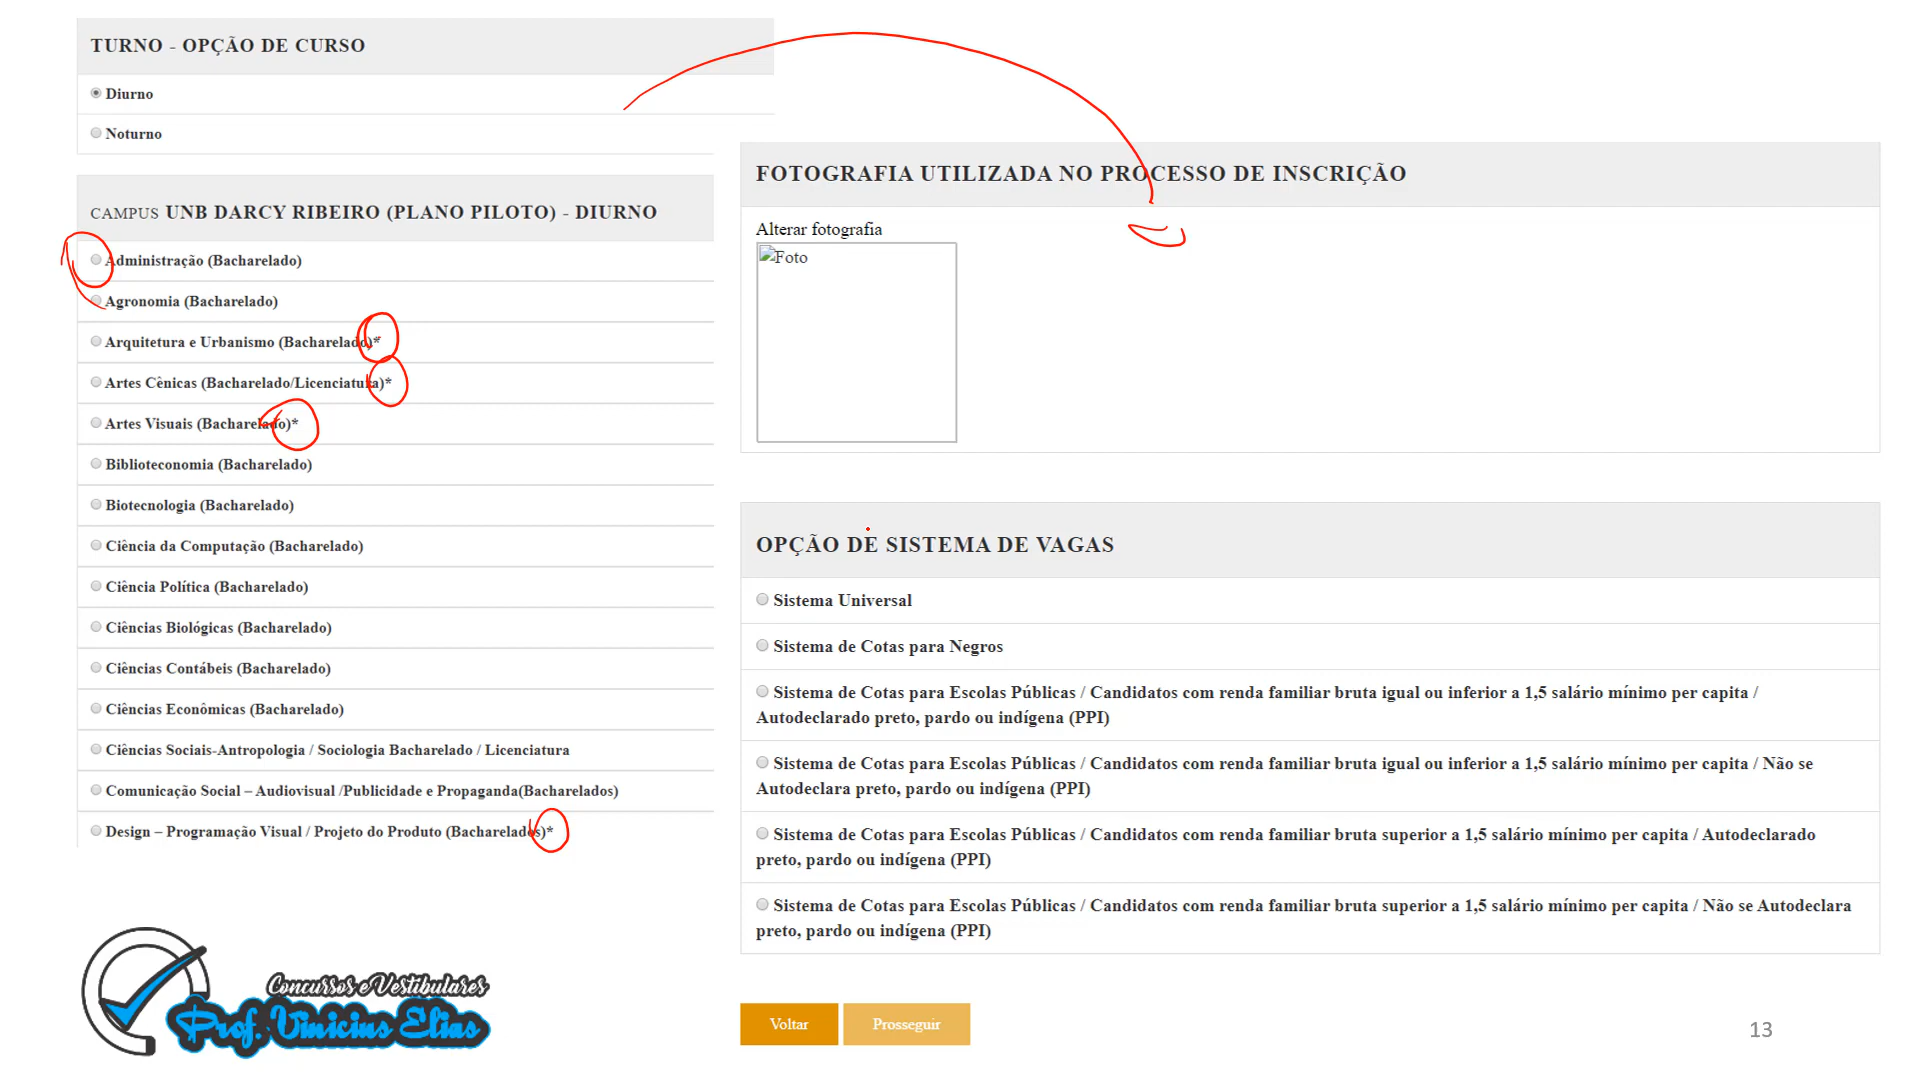 TURNO - OPÇÃO DE CURSO
Diurno
Noturno
CAMPUS UNB DARCY RIBEIRO (PLANO PILOTO) - DIURNO
Administração (Bacharelado)
Agronomia (Bacharelado)
Arquitetura e Urbanismo (Bacharelado)*
Artes Cênicas (Bacharelado/Licenciatura)*
Artes Visuais (Bacharelado)*
Biblioteconomia (Bacharelado)
Biotecnologia (Bacharelado)
Ciência da Computação (Bacharelado)
Ciência Política (Bacharelado)
Ciências Biológicas (Bacharelado)
Ciências Contábeis (Bacharelado)
Ciências Econômicas (Bacharelado)
Ciências Sociais-Antropologia / Sociologia Bacharelado / Licenciatura
Comunicação Social – Audiovisual /Publicidade e Propaganda(Bacharelados)
Design – Programação Visual / Projeto do Produto (Bacharelados)*
FOTOGRAFIA UTILIZADA NO PROCESSO DE INSCRIÇÃO
Alterar fotografia
Foto
OPÇÃO DE SISTEMA DE VAGAS
Sistema Universal
Sistema de Cotas para Negros
Sistema de Cotas para Escolas Públicas / Candidatos com renda familiar bruta igual ou inferior a 1,5 salário mínimo per capita /
Autodeclarado preto, pardo ou indígena (PPI)
Sistema de Cotas para Escolas Públicas / Candidatos com renda familiar bruta igual ou inferior a 1,5 salário mínimo per capita / Não se
Autodeclara preto, pardo ou indígena (PPI)
Sistema de Cotas para Escolas Públicas / Candidatos com renda familiar bruta superior a 1,5 salário mínimo per capita / Autodeclarado
preto, pardo ou indígena (PPI)
Sistema de Cotas para Escolas Públicas / Candidatos com renda familiar bruta superior a 1,5 salário mínimo per capita / Não se Autodeclara
preto, pardo ou indígena (PPI)
Voltar
Prosseguir
Concursos e Vestibulares
Prof. Vinicius Elias
13